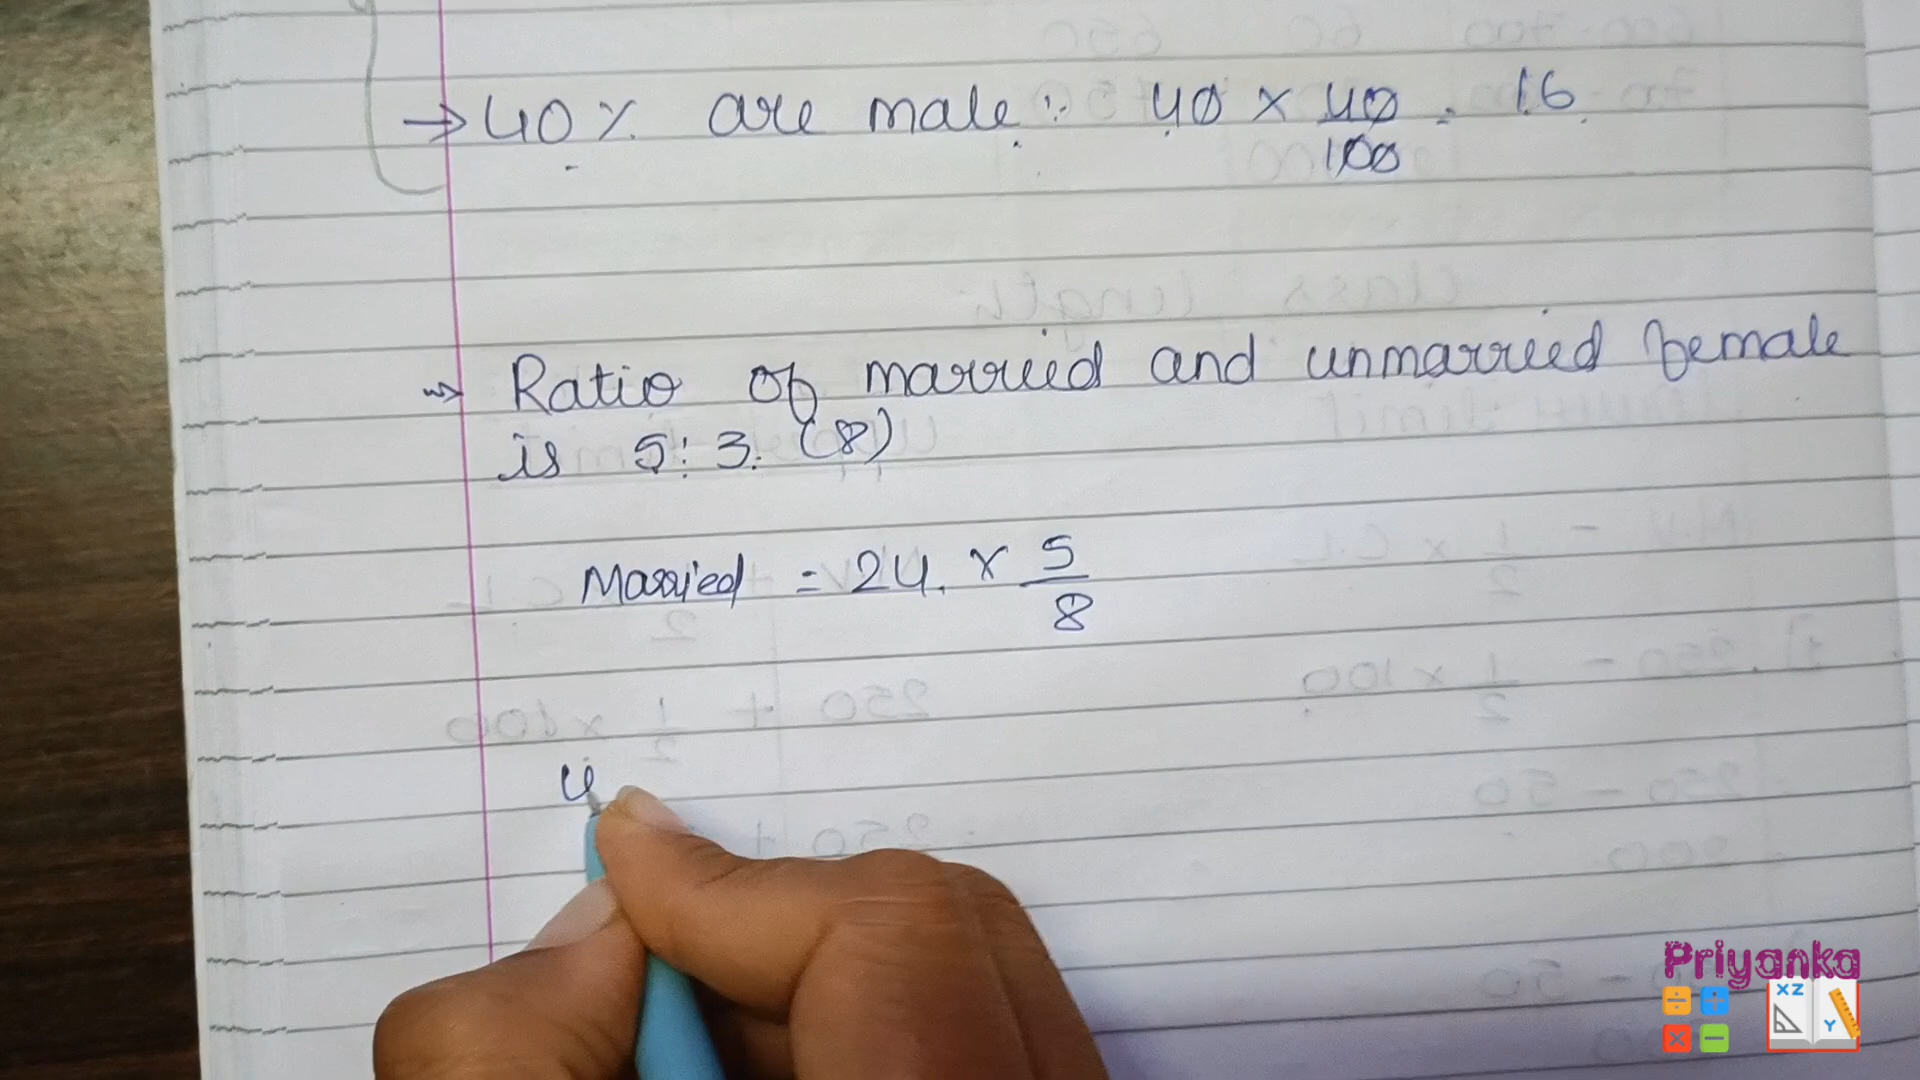 → 40% are male : 40 × 40 = 16
100
⇝ Ratio of married and unmarried female
is 5:3. (8)
Married = 24. × 5
8
U
Priyanka
XZ
Y